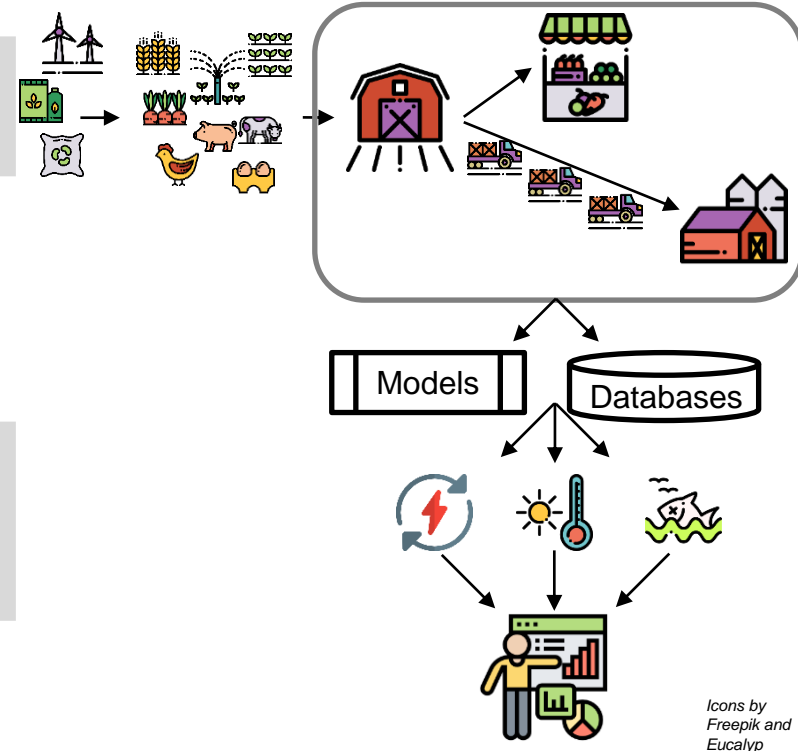 Models
Databases
Icons by
Freepik and
Eucalyp